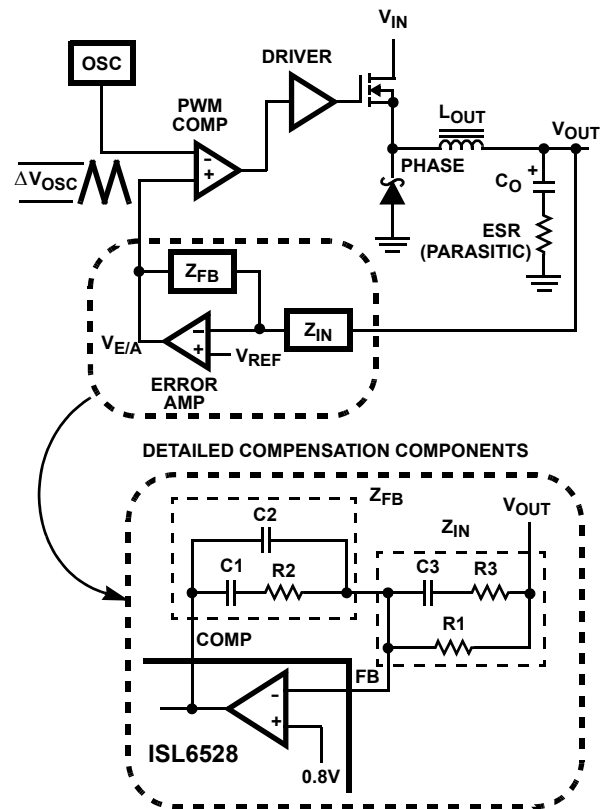 V_IN
OSC
DRIVER
PWM
COMP
L_OUT
V_OUT
-
+
ΔV_OSC
PHASE
C_O
+
ESR
(PARASITIC)
Z_FB
Z_IN
V_E/A
-
+
V_REF
ERROR
AMP
DETAILED COMPENSATION COMPONENTS
Z_FB
V_OUT
C2
Z_IN
C1
R2
C3
R3
R1
COMP
FB
-
+
ISL6528
0.8V